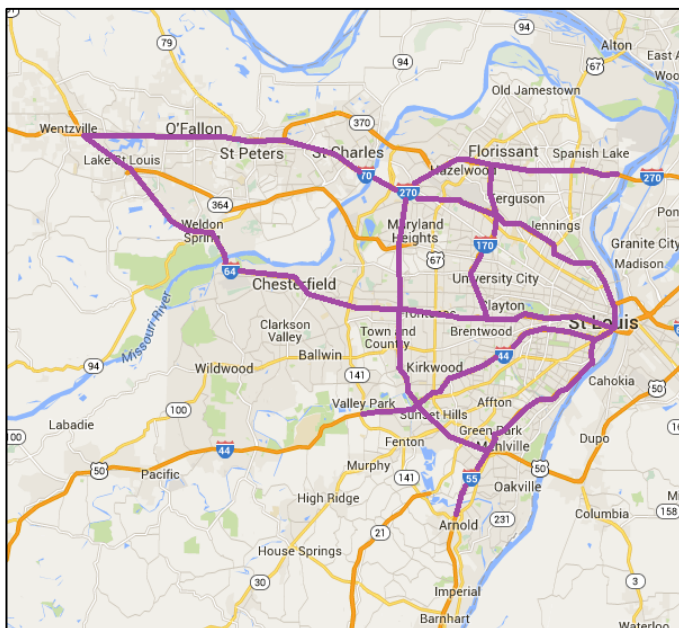 94
Alton
East A
67
Woo
79
94
Old Jamestown
370
Wentzville
O'Fallon
St Peters
St Charles
Florissant
Hazelwood
Spanish Lake
Lake St Louis
70
270
270
Ferguson
364
Maryland
Heights
Jennings
Pon
Granite City
Madison
Weldon
Spring
67
170
64
University City
Chesterfield
Clayton
St Louis
Missouri River
Clarkson
Valley
Town and
Country
Brentwood
44
Ballwin
Kirkwood
94
Wildwood
141
Cahokia
50
Valley Park
Affton
100
Sunset Hills
Labadie
Green Park
Mehlville
Dupo
100
44
Fenton
50
Pacific
Murphy
50
141
55
Oakville
High Ridge
Columbia
158
Arnold
231
21
House Springs
30
Imperial
3
Barnhart
Waterloo